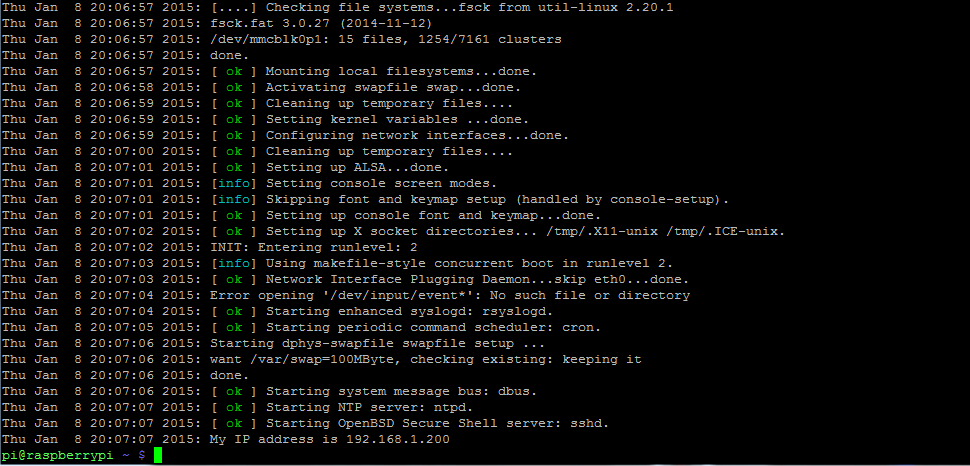 Thu Jan  8 20:06:57 2015: [....] Checking file systems...fsck from util-linux 2.20.1
Thu Jan  8 20:06:57 2015: fsck.fat 3.0.27 (2014-11-12)
Thu Jan  8 20:06:57 2015: /dev/mmcblk0p1: 15 files, 1254/7161 clusters
Thu Jan  8 20:06:57 2015: done.
Thu Jan  8 20:06:57 2015: [ ok ] Mounting local filesystems...done.
Thu Jan  8 20:06:58 2015: [ ok ] Activating swapfile swap...done.
Thu Jan  8 20:06:59 2015: [ ok ] Cleaning up temporary files....
Thu Jan  8 20:06:59 2015: [ ok ] Setting kernel variables ...done.
Thu Jan  8 20:06:59 2015: [ ok ] Configuring network interfaces...done.
Thu Jan  8 20:07:00 2015: [ ok ] Cleaning up temporary files....
Thu Jan  8 20:07:01 2015: [ ok ] Setting up ALSA...done.
Thu Jan  8 20:07:01 2015: [info] Setting console screen modes.
Thu Jan  8 20:07:01 2015: [info] Skipping font and keymap setup (handled by console-setup).
Thu Jan  8 20:07:01 2015: [ ok ] Setting up console font and keymap...done.
Thu Jan  8 20:07:02 2015: [ ok ] Setting up X socket directories... /tmp/.X11-unix /tmp/.ICE-unix.
Thu Jan  8 20:07:02 2015: INIT: Entering runlevel: 2
Thu Jan  8 20:07:03 2015: [info] Using makefile-style concurrent boot in runlevel 2.
Thu Jan  8 20:07:03 2015: [ ok ] Network Interface Plugging Daemon...skip eth0...done.
Thu Jan  8 20:07:04 2015: Error opening '/dev/input/event*': No such file or directory
Thu Jan  8 20:07:04 2015: [ ok ] Starting enhanced syslogd: rsyslogd.
Thu Jan  8 20:07:05 2015: [ ok ] Starting periodic command scheduler: cron.
Thu Jan  8 20:07:06 2015: Starting dphys-swapfile swapfile setup ...
Thu Jan  8 20:07:06 2015: want /var/swap=100MByte, checking existing: keeping it
Thu Jan  8 20:07:06 2015: done.
Thu Jan  8 20:07:06 2015: [ ok ] Starting system message bus: dbus.
Thu Jan  8 20:07:07 2015: [ ok ] Starting NTP server: ntpd.
Thu Jan  8 20:07:07 2015: [ ok ] Starting OpenBSD Secure Shell server: sshd.
Thu Jan  8 20:07:07 2015: My IP address is 192.168.1.200
pi@raspberrypi ~ $